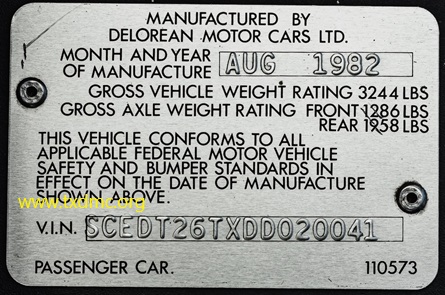 MANUFACTURED BY
DELOREAN MOTOR CARS LTD.
MONTH AND YEAR
OF MANUFACTURE AUG 1982
GROSS VEHICLE WEIGHT RATING 3244 LBS
GROSS AXLE WEIGHT RATING FRONT 1286 LBS
REAR 1958 LBS
THIS VEHICLE CONFORMS TO ALL
APPLICABLE FEDERAL MOTOR VEHICLE
SAFETY AND BUMPER STANDARDS IN
EFFECT ON THE DATE OF MANUFACTURE
SHOWN ABOVE.
www.txdmc.org
V.I.N. SCEDT26TXDD020041
PASSENGER CAR. 110573